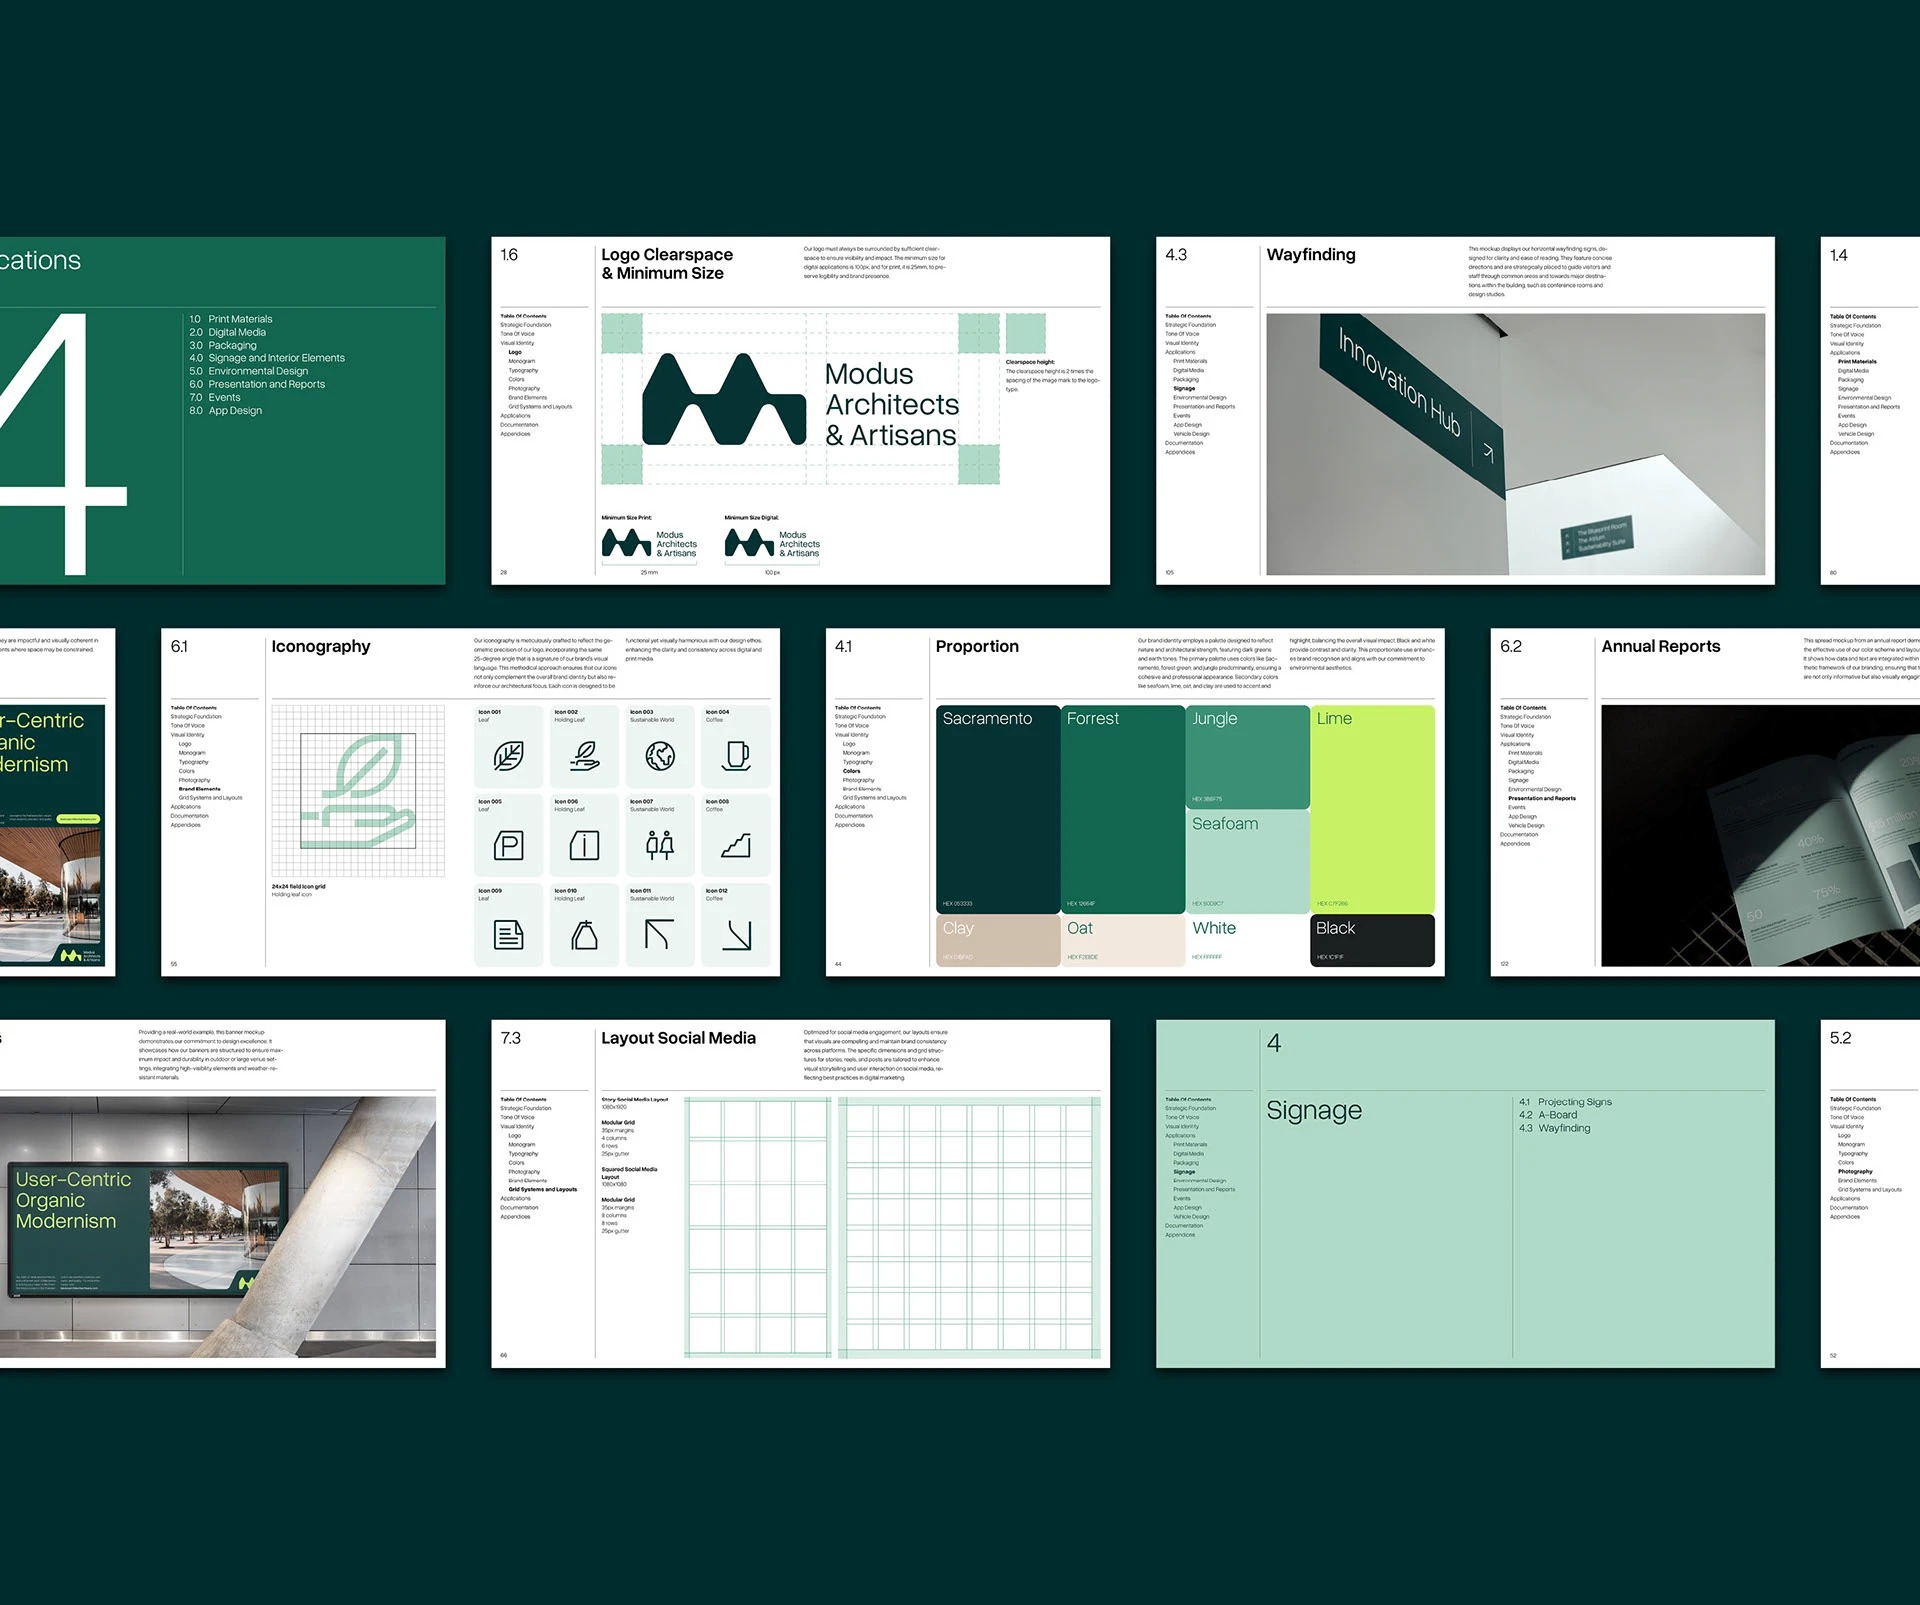 cations
4
1.0 Print Materials
2.0 Digital Media
3.0 Packaging
4.0 Signage and Interior Elements
5.0 Environmental Design
6.0 Presentation and Reports
7.0 Events
8.0 App Design
1.6
Logo Clearspace
& Minimum Size
Our logo must always be surrounded by sufficient clear-
space to ensure visibility and impact. The minimum size for
digital applications is 100px, and for print, it is 25mm, to pre-
serve legibility and brand presence.
Table Of Contents
Strategic Foundation
Tone Of Voice
Visual Identity
Logo
Monogram
Typography
Colors
Photography
Brand Elements
Grid Systems and Layouts
Applications
Documentation
Appendices
Modus
Architects
& Artisans
Clearspace height:
The clearspace height is 2 times the
spacing of the image mark to the logo-
type.
Minimum Size Print:
Modus
Architects
& Artisans
25 mm
Minimum Size Digital:
Modus
Architects
& Artisans
100 px
28
4.3
Wayfinding
This mockup displays our horizontal wayfinding signs, de-
signed for clarity and ease of reading. They feature concise
directions and are strategically placed to guide visitors and
staff through common areas and towards major destina-
tions within the building, such as conference rooms and
design studios.
Table Of Contents
Strategic Foundation
Tone Of Voice
Visual Identity
Applications
Print Materials
Digital Media
Packaging
Signage
Environmental Design
Presentation and Reports
Events
App Design
Vehicle Design
Documentation
Appendices
Innovation Hub
The Blueprint Room
The Atrium
Sustainability Suite
105
1.4
Table Of Contents
Strategic Foundation
Tone Of Voice
Visual Identity
Applications
Print Materials
Digital Media
Packaging
Signage
Environmental Design
Presentation and Reports
Events
App Design
Vehicle Design
Documentation
Appendices
80
ey are impactful and visually coherent in
nts where space may be constrained.
r-Centric
anic
dernism
Modus
Architects
& Artisans
6.1
Iconography
Our iconography is meticulously crafted to reflect the ge-
ometric precision of our logo, incorporating the same
25-degree angle that is a signature of our brand's visual
language. This methodical approach ensures that our icons
not only complement the overall brand identity but also re-
inforce our architectural focus. Each icon is designed to be
functional yet visually harmonious with our design ethos,
enhancing the clarity and consistency across digital and
print media.
Table Of Contents
Strategic Foundation
Tone Of Voice
Visual Identity
Logo
Monogram
Typography
Colors
Photography
Brand Elements
Grid Systems and Layouts
Applications
Documentation
Appendices
24x24 field Icon grid
Holding leaf icon
Icon 001
Leaf
Icon 002
Holding Leaf
Icon 003
Sustainable World
Icon 004
Coffee
Icon 005
Leaf
P
Icon 006
Holding Leaf
i
Icon 007
Sustainable World
Icon 008
Coffee
Icon 009
Leaf
Icon 010
Holding Leaf
Icon 011
Sustainable World
Icon 012
Coffee
55
4.1
Proportion
Our brand identity employs a palette designed to reflect
nature and architectural strength, featuring dark greens
and earth tones. The primary palette uses colors like Sac-
ramento, forest green, and jungle predominantly, ensuring a
cohesive and professional appearance. Secondary colors
like seafoam, lime, oat, and clay are used to accent and
highlight, balancing the overall visual impact. Black and white
provide contrast and clarity. This proportionate use enhanc-
es brand recognition and aligns with our commitment to
environmental aesthetics.
Table Of Contents
Strategic Foundation
Tone Of Voice
Visual Identity
Logo
Monogram
Typography
Colors
Photography
Brand Elements
Grid Systems and Layouts
Applications
Documentation
Appendices
Sacramento
HEX 053333
Forrest
Jungle
Seafoam
Lime
Clay
Oat
White
HEX FFFFFF
Black
HEX 1C1F1F
44
6.2
Annual Reports
This spread mockup from an annual report dem
the effective use of our color scheme and layou
It shows how data and text are integrated within
thetic framework of our branding, ensuring that t
are not only informative but also visually engagin
Table Of Contents
Strategic Foundation
Tone Of Voice
Visual Identity
Applications
Print Materials
Digital Media
Packaging
Signage
Environmental Design
Presentation and Reports
Events
App Design
Vehicle Design
Documentation
Appendices
40%
75%
50
122
s
Providing a real-world example, this banner mockup
demonstrates our commitment to design excellence. It
showcases how our banners are structured to ensure max-
imum impact and durability in outdoor or large venue set-
tings, integrating high-visibility elements and weather-re-
sistant materials.
User-Centric
Organic
Modernism
7.3
Layout Social Media
Optimized for social media engagement, our layouts ensure
that visuals are compelling and maintain brand consistency
across platforms. The specific dimensions and grid struc-
tures for stories, reels, and posts are tailored to enhance
visual storytelling and user interaction on social media, re-
flecting best practices in digital marketing.
Table Of Contents
Strategic Foundation
Tone Of Voice
Visual Identity
Logo
Monogram
Typography
Colors
Photography
Brand Elements
Grid Systems and Layouts
Applications
Documentation
Appendices
Story Social Media Layout
1080x1920
Modular Grid
35px margins
4 columns
6 rows
25px gutter
Squared Social Media
Layout
1080x1080
Modular Grid
35px margins
8 columns
8 rows
25px gutter
66
4
Signage
4.1 Projecting Signs
4.2 A-Board
4.3 Wayfinding
Table Of Contents
Strategic Foundation
Tone Of Voice
Visual Identity
Applications
Print Materials
Digital Media
Packaging
Signage
Environmental Design
Presentation and Reports
Events
App Design
Vehicle Design
Documentation
Appendices
5.2
Table Of Contents
Strategic Foundation
Tone Of Voice
Visual Identity
Logo
Monogram
Typography
Colors
Photography
Brand Elements
Grid Systems and Layouts
Applications
Documentation
Appendices
52